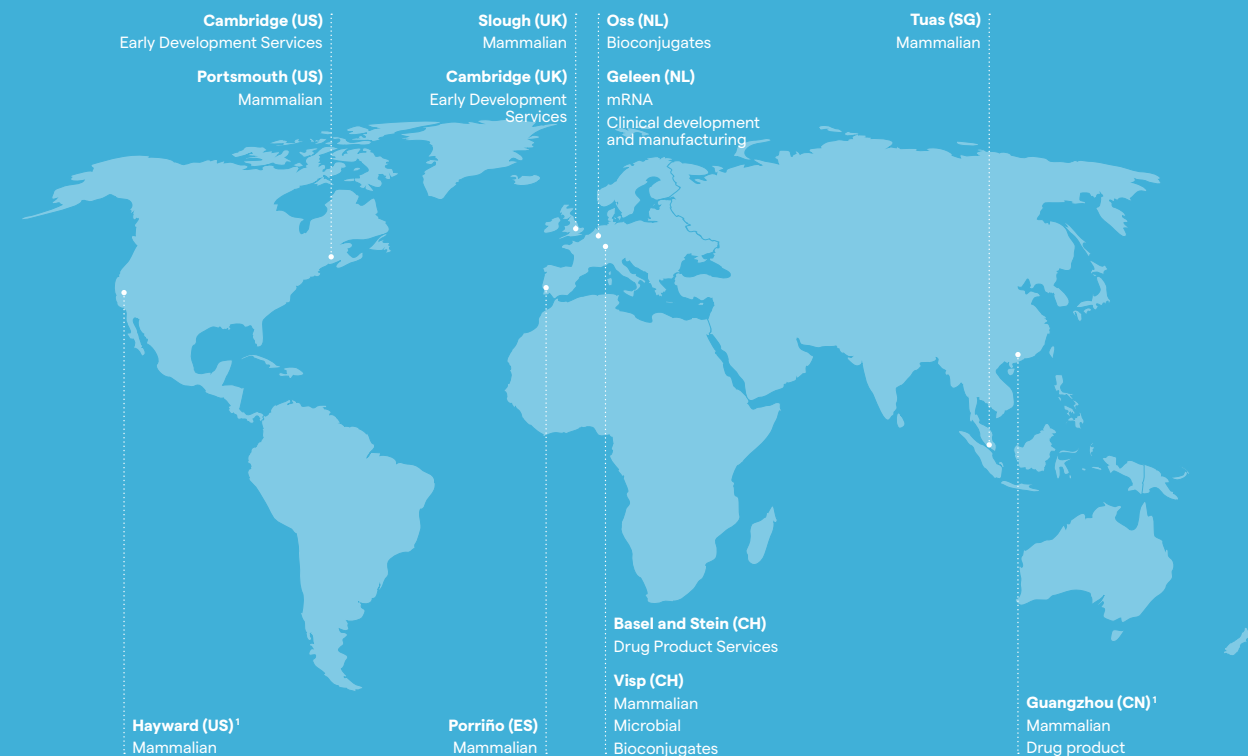 Cambridge (US)
Early Development Services
Portsmouth (US)
Mammalian
Slough (UK)
Mammalian
Cambridge (UK)
Early Development
Services
Oss (NL)
Bioconjugates
Geleen (NL)
mRNA
Clinical development
and manufacturing
Tuas (SG)
Mammalian
Hayward (US)¹
Mammalian
Porriño (ES)
Mammalian
Basel and Stein (CH)
Drug Product Services
Visp (CH)
Mammalian
Microbial
Bioconjugates
Guangzhou (CN)¹
Mammalian
Drug product